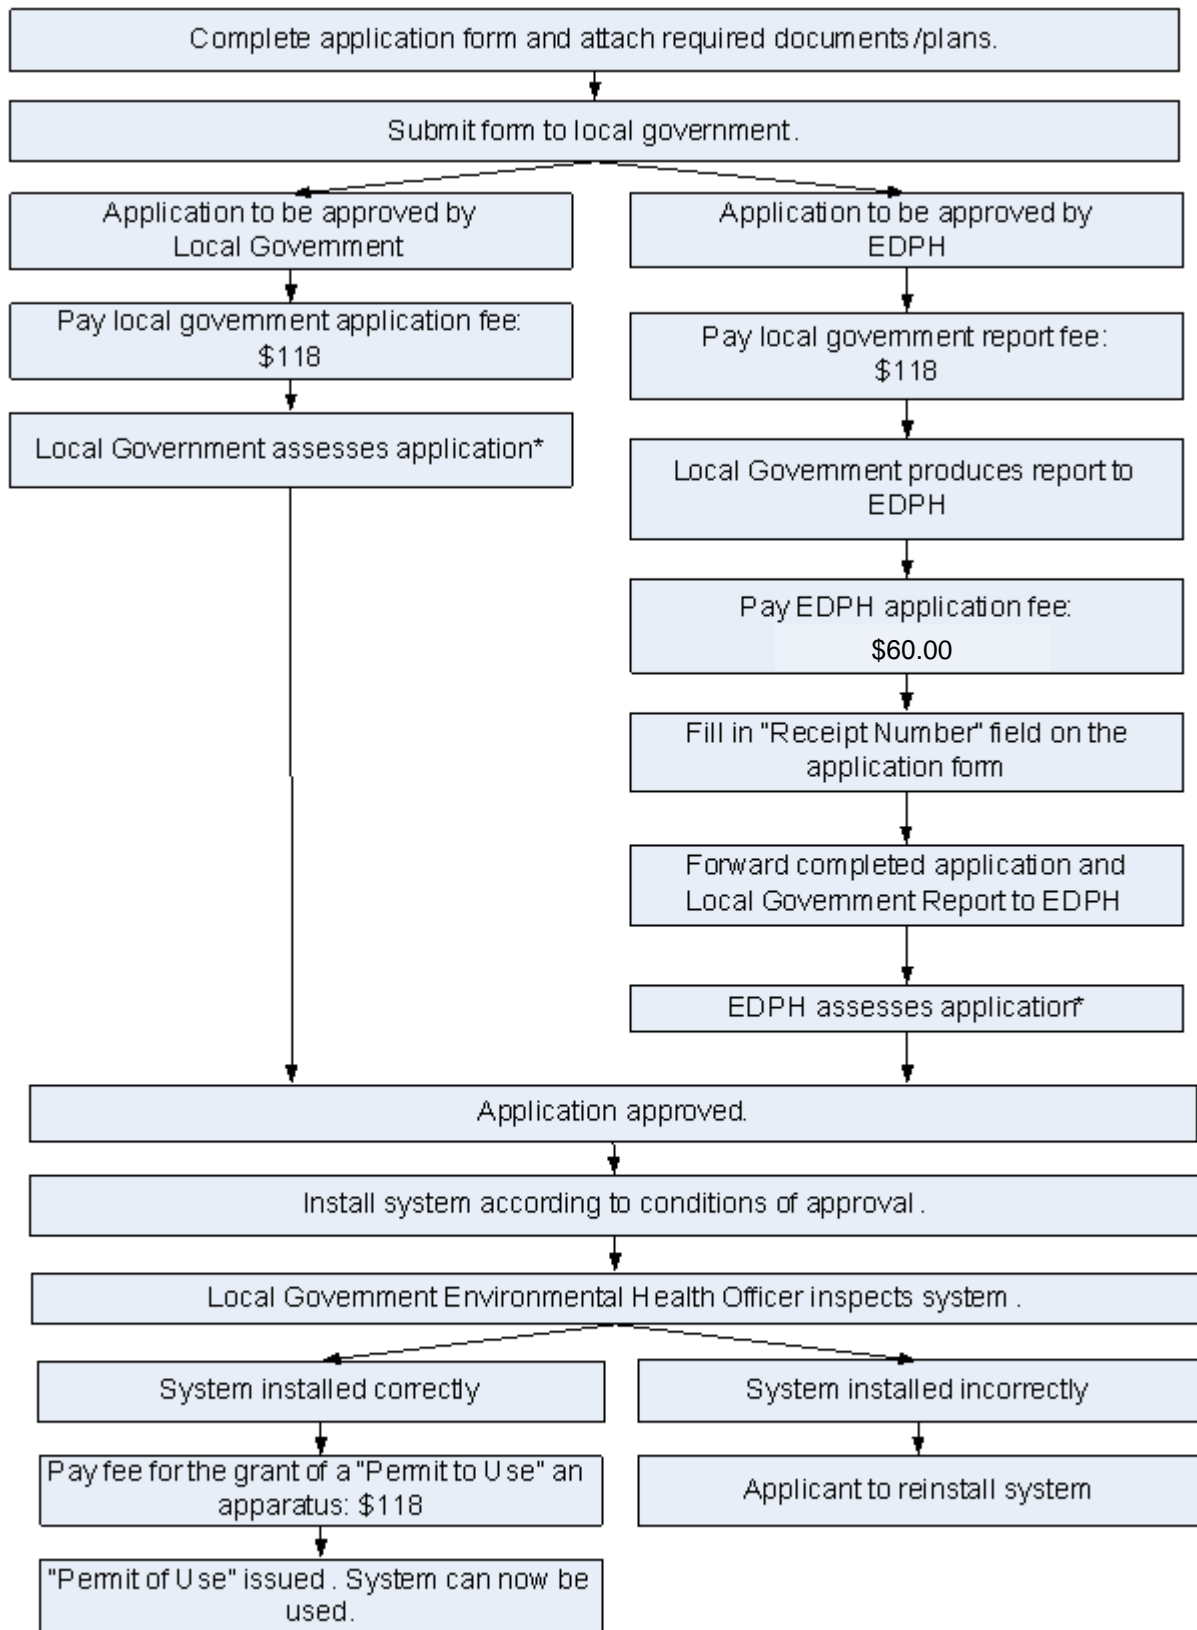 Complete application form and attach required documents/plans.
Submit form to local government.
Application to be approved by
Local Government
Pay local government application fee:
$118
Local Government assesses application*
Application to be approved by
EDPH
Pay local government report fee:
$118
Local Government produces report to
EDPH
Pay EDPH application fee:
$60.00
Fill in "Receipt Number" field on the
application form
Forward completed application and
Local Government Report to EDPH
EDPH assesses application*
Application approved.
Install system according to conditions of approval.
Local Government Environmental Health Officer inspects system.
System installed correctly
Pay fee for the grant of a "Permit to Use" an
apparatus: $118
"Permit of Use" issued. System can now be
used.
System installed incorrectly
Applicant to reinstall system